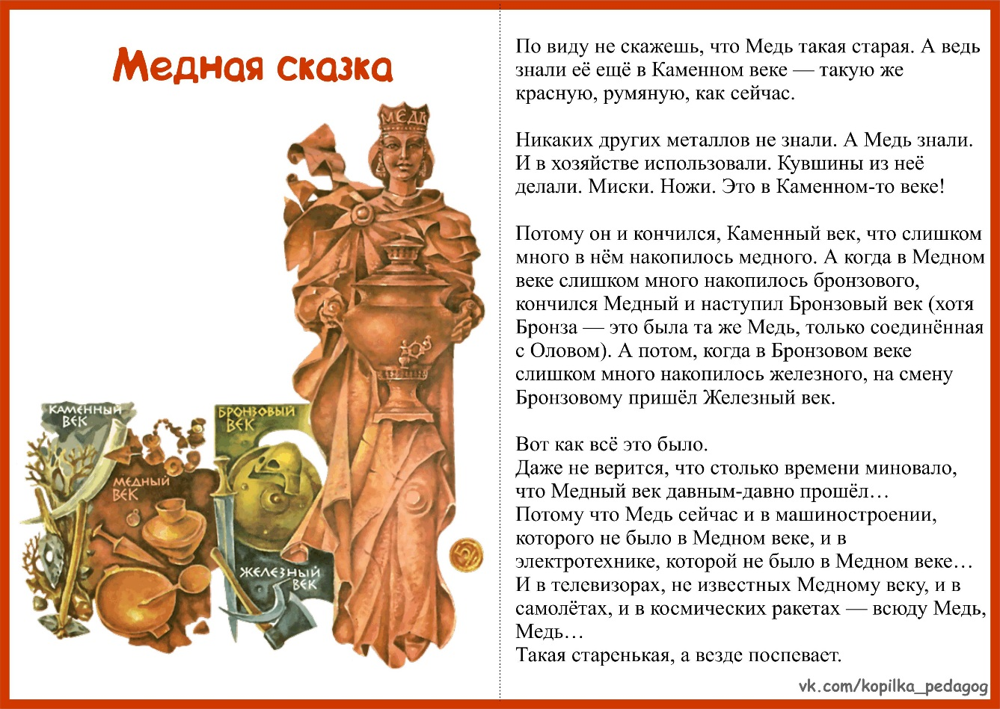 Медная сказка
МЕДЬ
КАМЕННЫЙ
ВЕК
БРОНЗОВЫЙ
ВЕК
МЕДНЫЙ
ВЕК
ЖЕЛЕЗНЫЙ
ВЕК
По виду не скажешь, что Медь такая старая. А ведь
знали её ещё в Каменном веке — такую же
красную, румяную, как сейчас.
Никаких других металлов не знали. А Медь знали.
И в хозяйстве использовали. Кувшины из неё
делали. Миски. Ножи. Это в Каменном-то веке!
Потому он и кончился, Каменный век, что слишком
много в нём накопилось медного. А когда в Медном
веке слишком много накопилось бронзового,
кончился Медный и наступил Бронзовый век (хотя
Бронза — это была та же Медь, только соединённая
с Оловом). А потом, когда в Бронзовом веке
слишком много накопилось железного, на смену
Бронзовому пришёл Железный век.
Вот как всё это было.
Даже не верится, что столько времени миновало,
что Медный век давным-давно прошёл…
Потому что Медь сейчас и в машиностроении,
которого не было в Медном веке, и в
электротехнике, которой не было в Медном веке…
И в телевизорах, не известных Медному веку, и в
самолётах, и в космических ракетах — всюду Медь,
Медь…
Такая старенькая, а везде поспевает.
vk.com/kopilka_pedagog